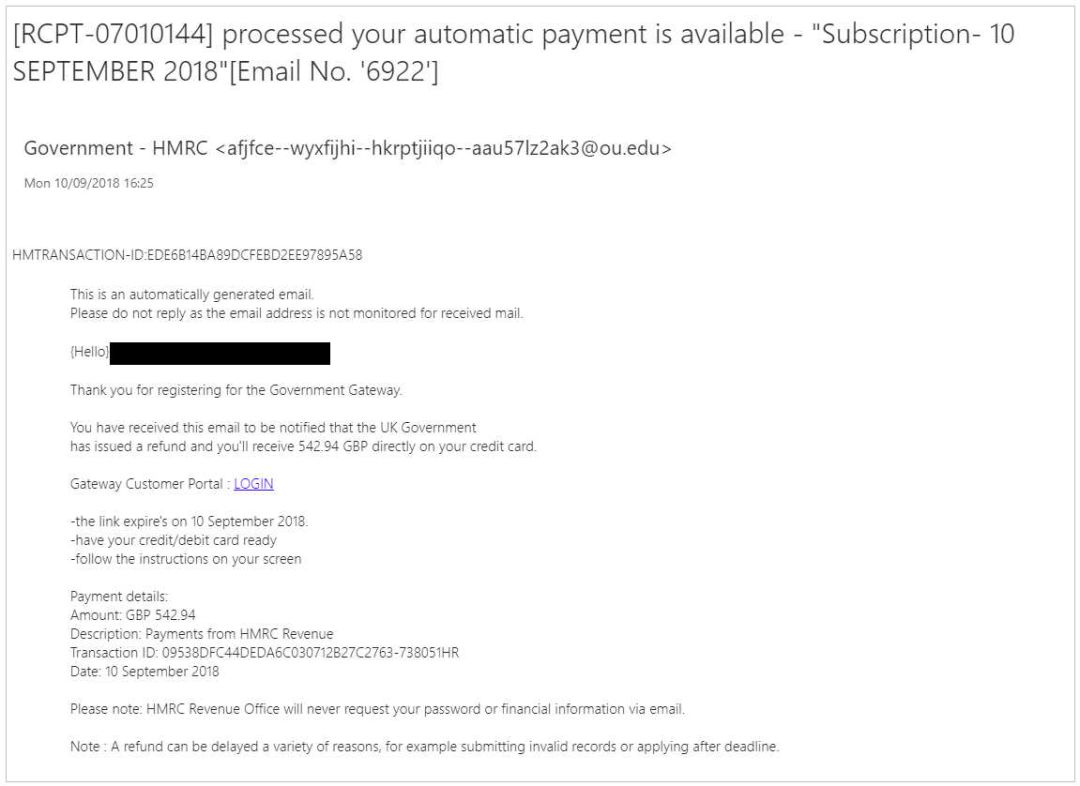 [RCPT-07010144] processed your automatic payment is available - "Subscription- 10
SEPTEMBER 2018"[Email No. '6922']
Government - HMRC <afjfce--wyxfijhi--hkrptjiiqo--aau57lz2ak3@ou.edu>
Mon 10/09/2018 16:25
HMTRANSACTION-ID:EDE6B14BA89DCFEBD2EE97895A58
This is an automatically generated email.
Please do not reply as the email address is not monitored for received mail.
{Hello}
Thank you for registering for the Government Gateway.
You have received this email to be notified that the UK Government
has issued a refund and you'll receive 542.94 GBP directly on your credit card.
Gateway Customer Portal : LOGIN
-the link expire's on 10 September 2018.
-have your credit/debit card ready
-follow the instructions on your screen
Payment details:
Amount: GBP 542.94
Description: Payments from HMRC Revenue
Transaction ID: 09538DFC44DEDA6C030712B27C2763-738051HR
Date: 10 September 2018
Please note: HMRC Revenue Office will never request your password or financial information via email.
Note : A refund can be delayed a variety of reasons, for example submitting invalid records or applying after deadline.